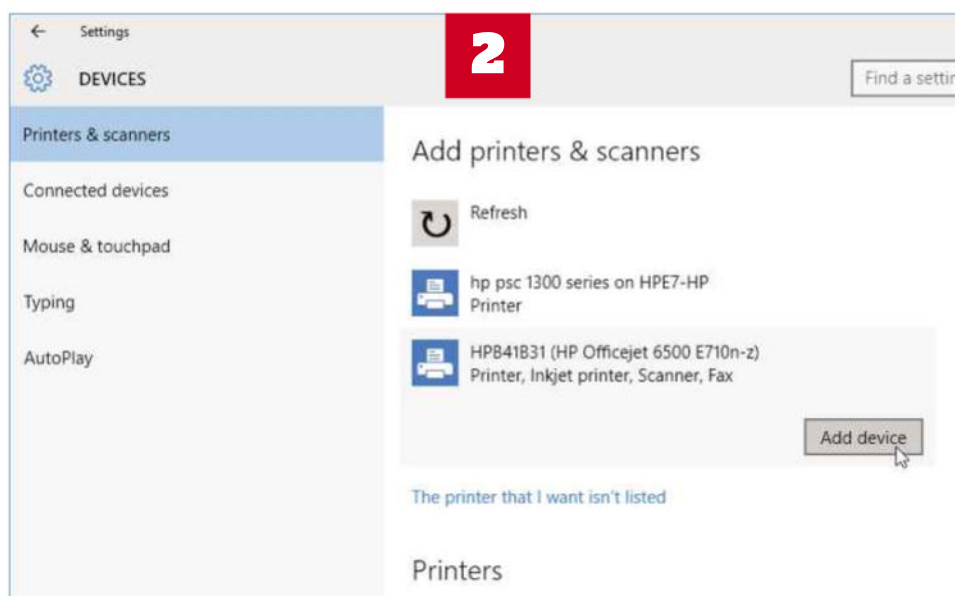 Settings
2
DEVICES
Find a settin
Printers & scanners
Connected devices
Mouse & touchpad
Typing
AutoPlay
Add printers & scanners
Refresh
hp psc 1300 series on HPE7-HP
Printer
HPB41B31 (HP Officejet 6500 E710n-z)
Printer, Inkjet printer, Scanner, Fax
Add device
The printer that I want isn't listed
Printers